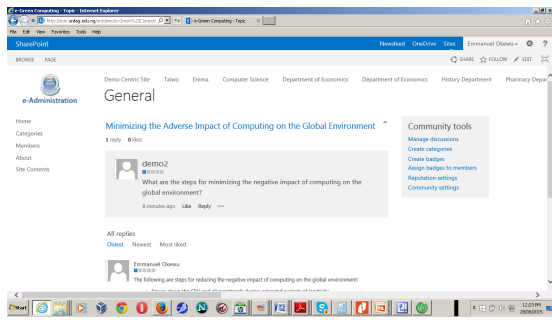 e-Green Computing - Topic - Internet Explorer
e-Green Computing - Topic
File Edit View Favorites Tools Help
SharePoint
Newsfeed OneDrive Sites Emmanuel Okewu ?
BROWSE PAGE
SHARE FOLLOW EDIT
Demo Centric Site Taiwo Emma Computer Science Department of Economics Department of Economics History Department Pharmacy Depar
e-Administration
General
Home
Categories
Members
About
Site Contents
Minimizing the Adverse Impact of Computing on the Global Environment
1 reply 0 likes
demo2
What are the steps for minimizing the negative impact of computing on the
global environment?
8 minutes ago Like Reply ...
Community tools
Manage discussions
Create categories
Create badges
Assign badges to members
Reputation settings
Community settings
All replies
Oldest Newest Most liked
Emmanuel Okewu
The following are steps for reducing the negative impact of computing on the global environment:
Start
12:23 PM
28/08/2015